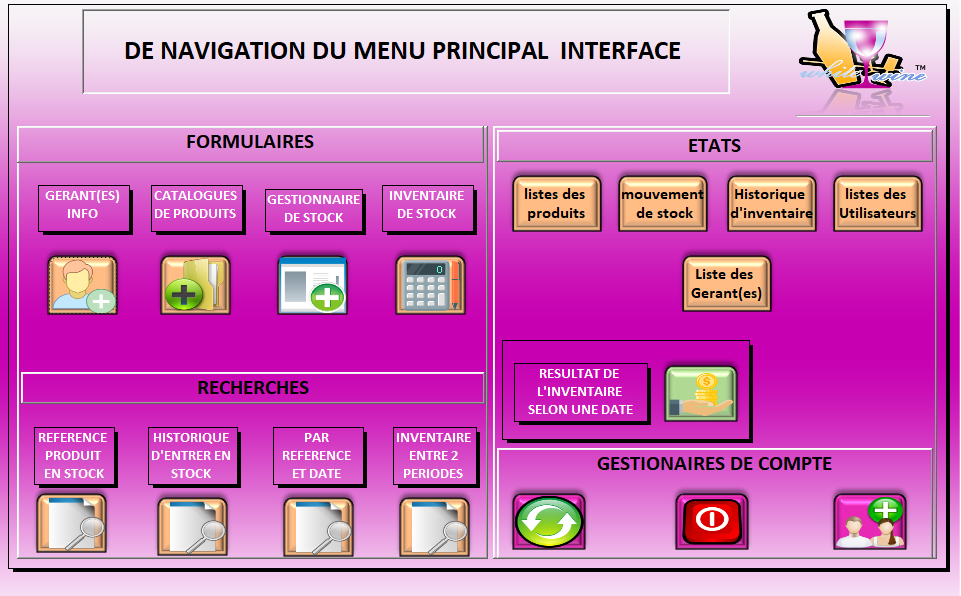 DE NAVIGATION DU MENU PRINCIPAL  INTERFACE
white wine™
FORMULAIRES
GERANT(ES)
INFO
CATALOGUES
DE PRODUITS
GESTIONNAIRE
DE STOCK
INVENTAIRE
DE STOCK
0
RECHERCHES
REFERENCE
PRODUIT
EN STOCK
HISTORIQUE
D'ENTRER EN
STOCK
PAR
REFERENCE
ET DATE
INVENTAIRE
ENTRE 2
PERIODES
ETATS
listes des
produits
mouvement
de stock
Historique
d'inventaire
listes des
Utilisateurs
Liste des
Gerant(es)
RESULTAT DE
L'INVENTAIRE
SELON UNE DATE
$
GESTIONAIRES DE COMPTE